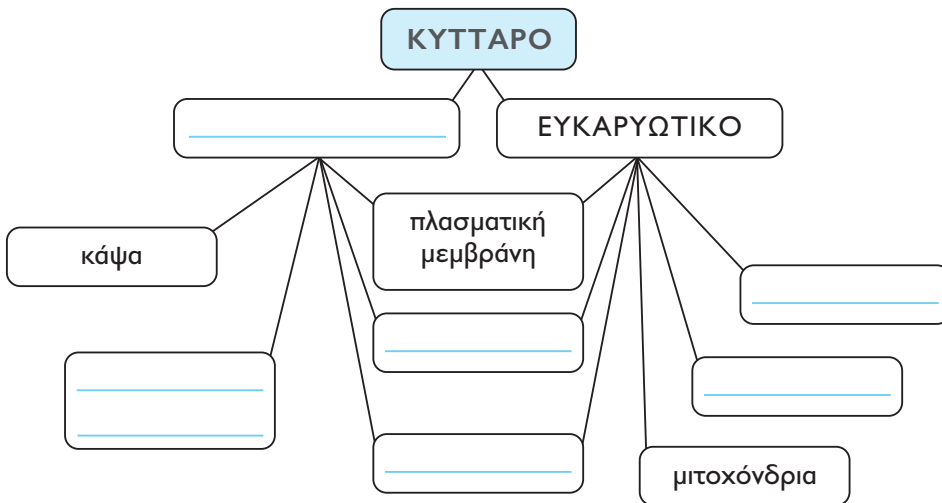 ΚΥΤΤΑΡΟ
ΕΥΚΑΡΥΩΤΙΚΟ
κάψα
πλασματική
μεμβράνη
μιτοχόνδρια